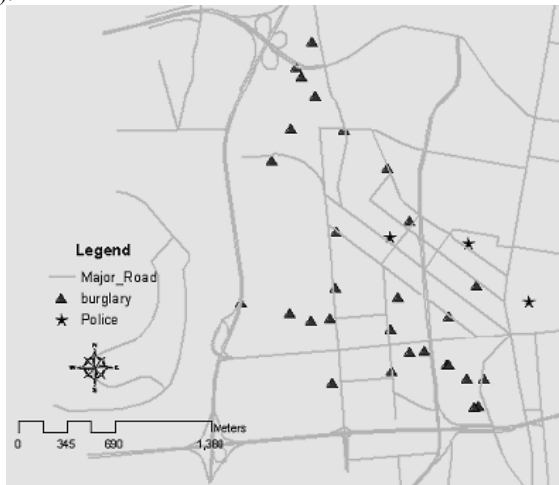 ).
Legend
Major_Road
burglary
Police
N
W E
S
Meters
0 345 690 1,380